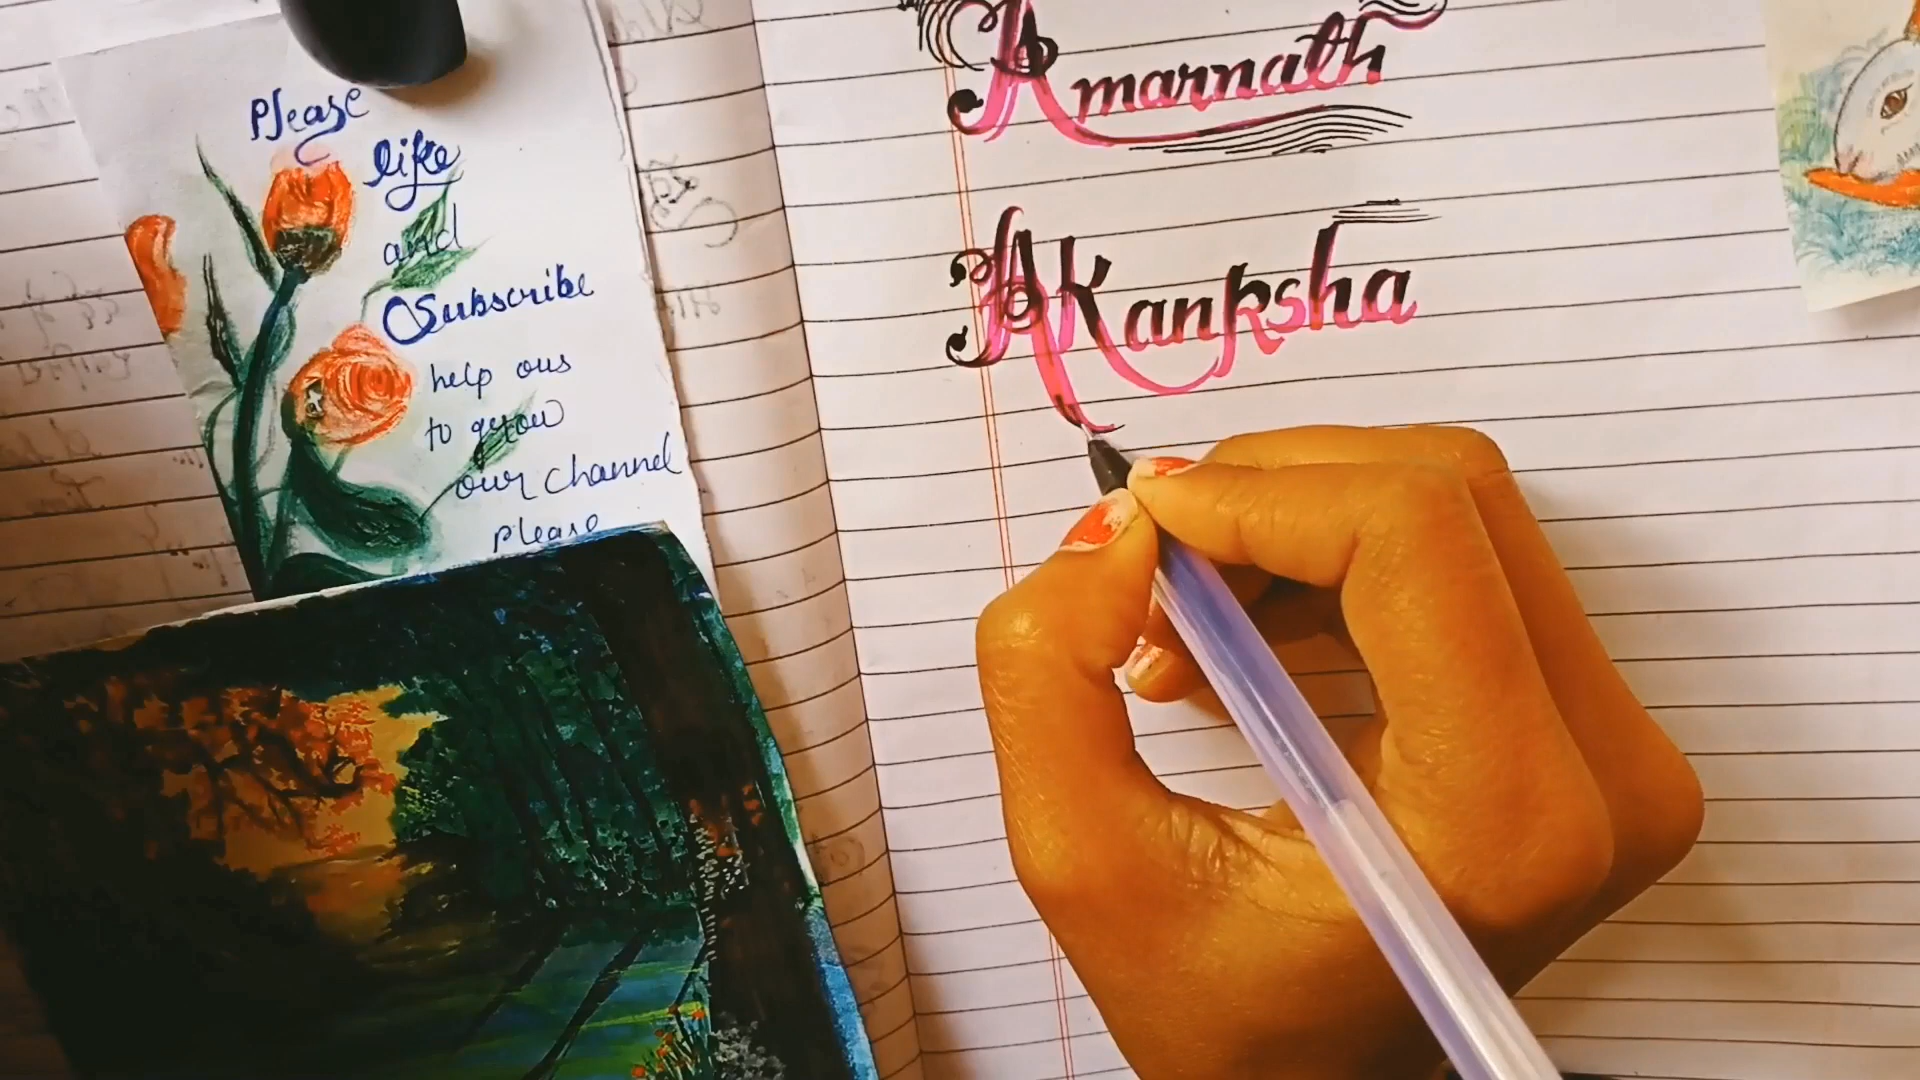 Please
like
and
Subscribe
help ous
to grow
our channel
please
Amarnath
AKanksha